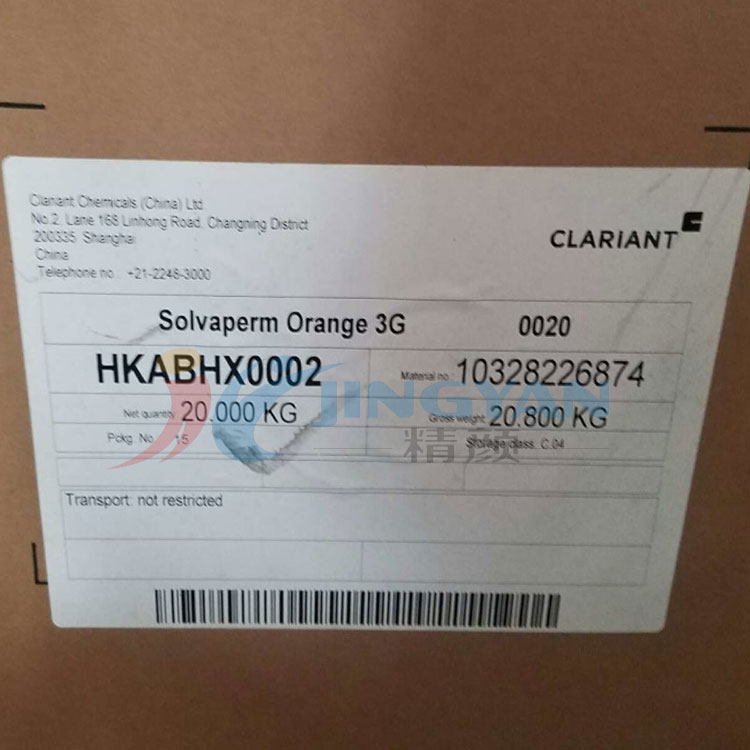 Clariant Chemicals (China) Ltd
No.2. Lane 168 Linhong Road. Changning District
200335 Shanghai
China
Telephone no.: +21-2248-3000
CLARIANT
Solvaperm Orange 3G 0020
HKABHX0002 Material no: 10328226874
JINGYAN
Net quantity 20.000 KG Gross weight 20.800 KG
Pckg. No. 15 Storage class. C.04
精颜
Transport: not restricted